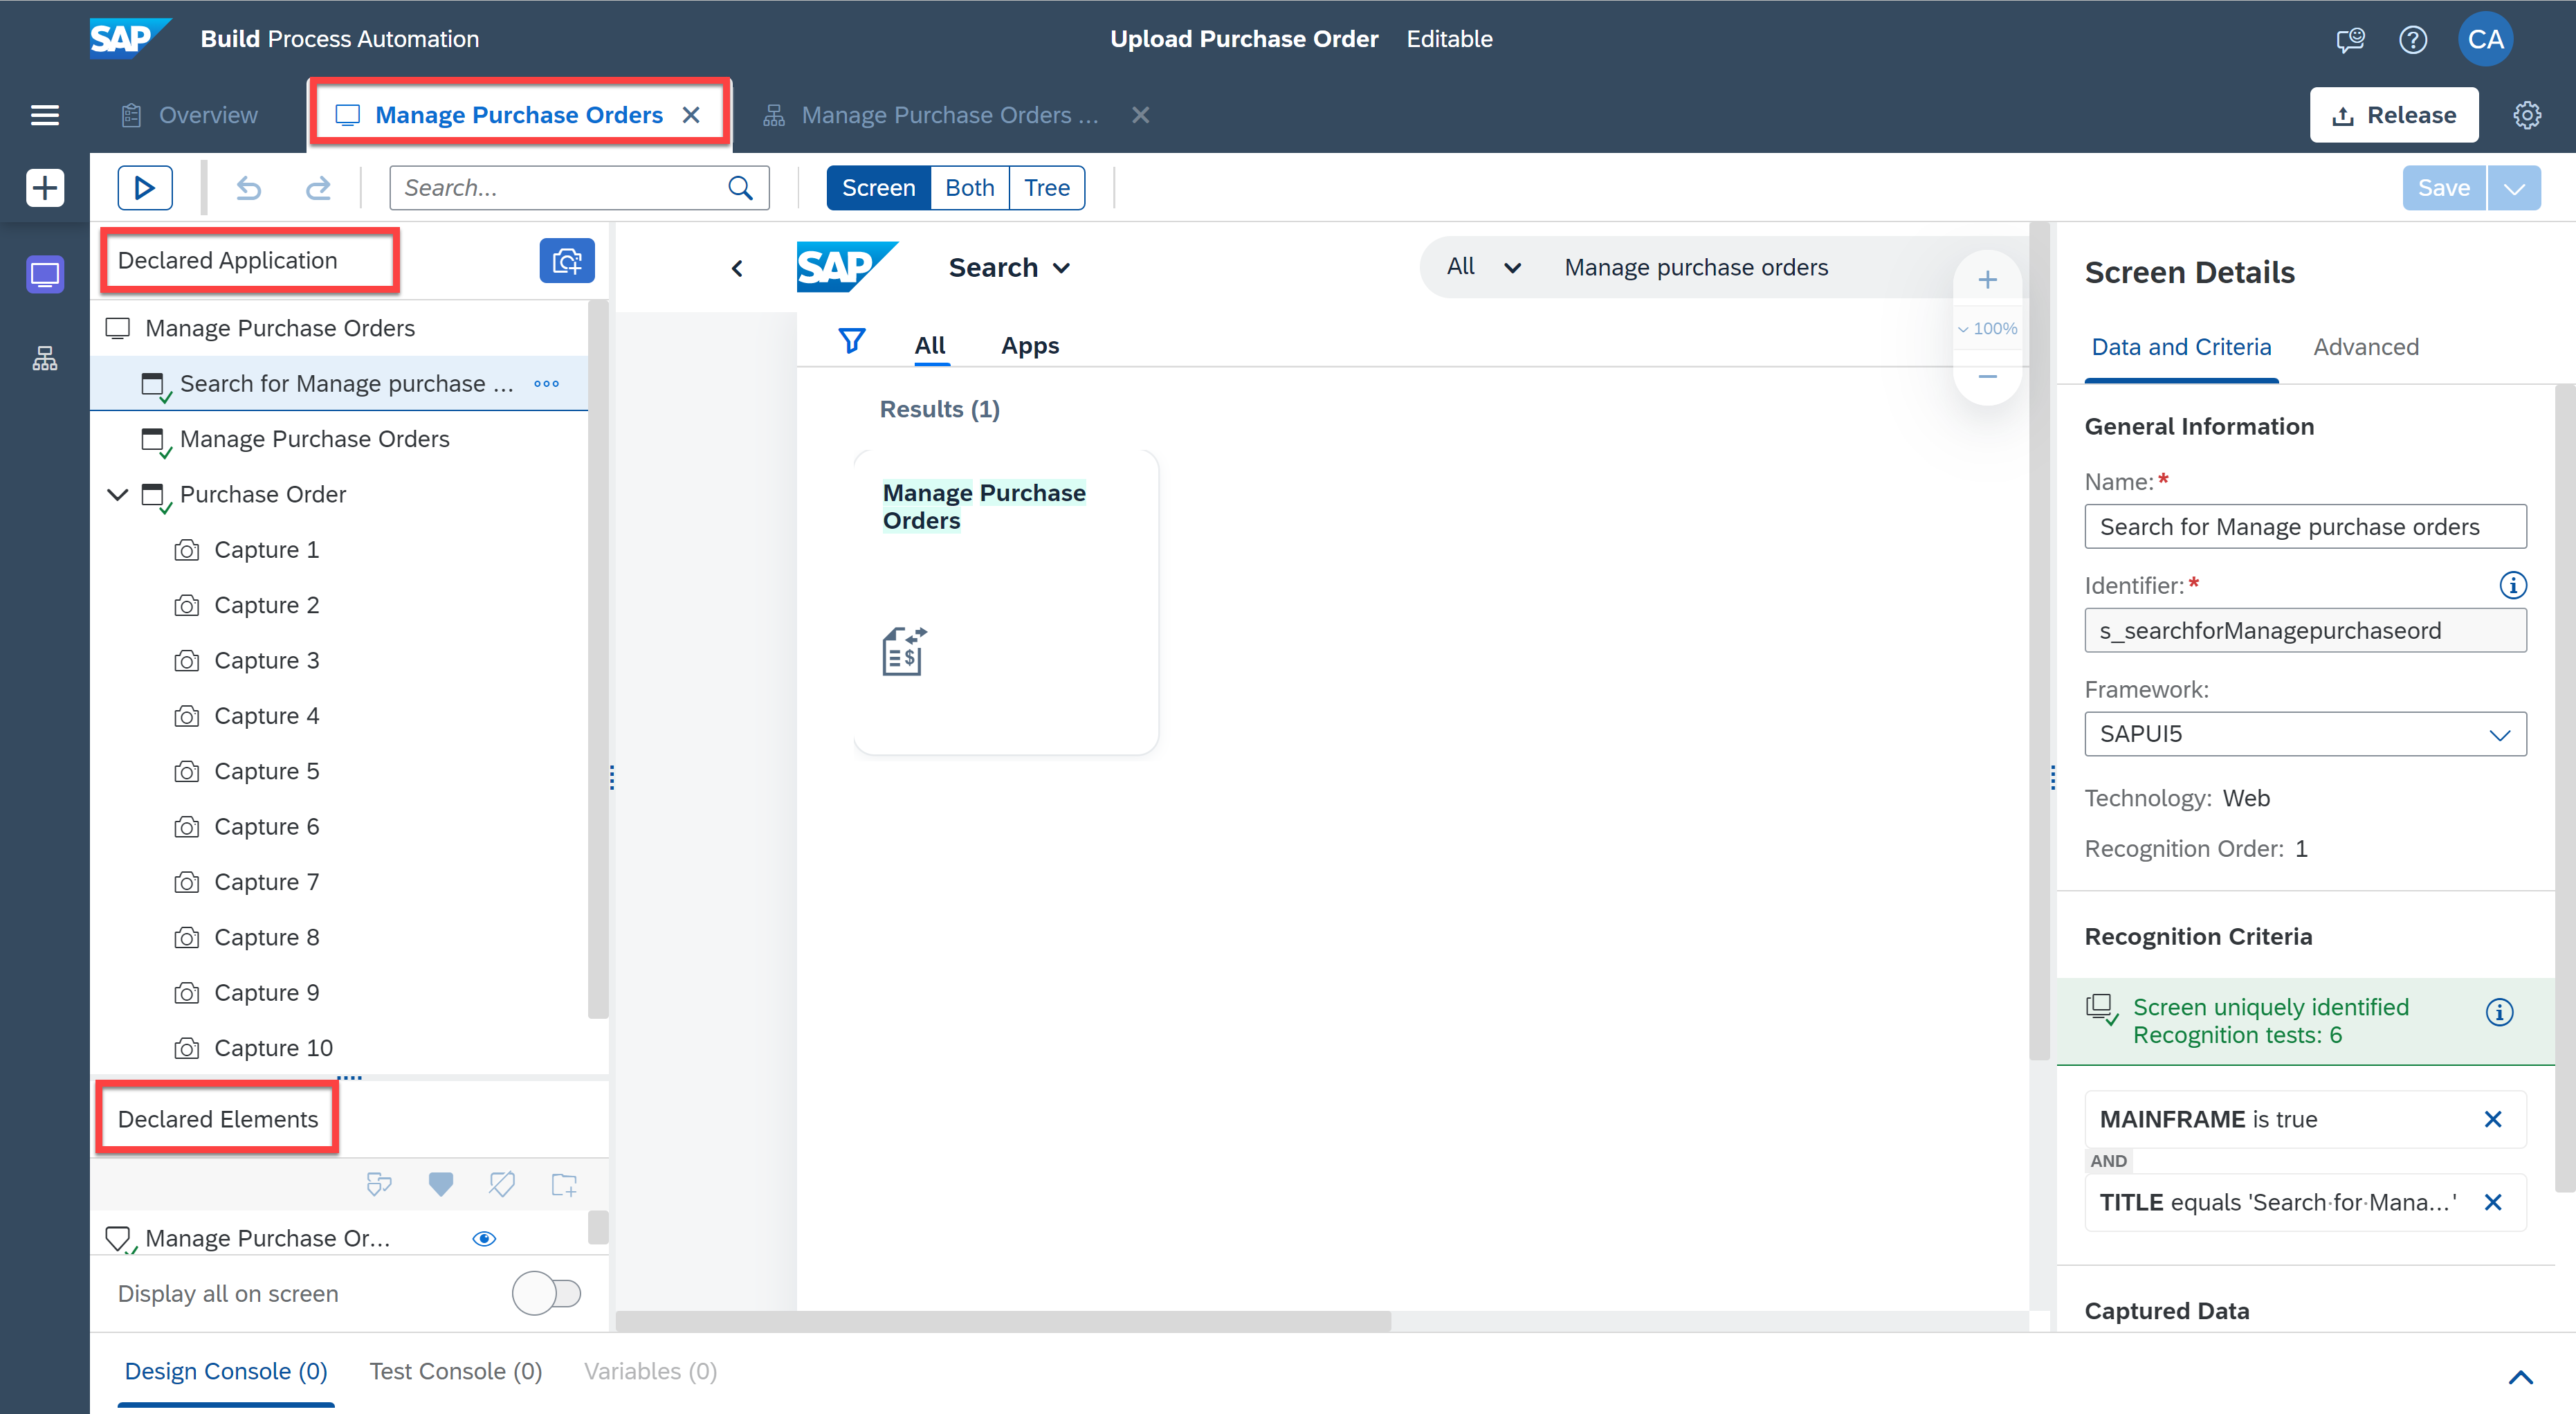 SAP Build Process Automation
Upload Purchase Order Editable
CA
Overview
Manage Purchase Orders
Manage Purchase Orders ...
Release
Search...
Screen Both Tree
Save
Declared Application
Manage Purchase Orders
Search for Manage purchase ...
Manage Purchase Orders
Purchase Order
Capture 1
Capture 2
Capture 3
Capture 4
Capture 5
Capture 6
Capture 7
Capture 8
Capture 9
Capture 10
Declared Elements
Manage Purchase Or...
Display all on screen
SAP
Search
All
Manage purchase orders
100%
All
Apps
Results (1)
Manage Purchase
Orders
$
Screen Details
Data and Criteria
Advanced
General Information
Name:*
Search for Manage purchase orders
Identifier:*
s_searchforManagepurchaseord
Framework:
SAPUI5
Technology: Web
Recognition Order: 1
Recognition Criteria
Screen uniquely identified
Recognition tests: 6
MAINFRAME is true
AND
TITLE equals 'Search·for·Mana...'
Captured Data
Design Console (0)
Test Console (0)
Variables (0)